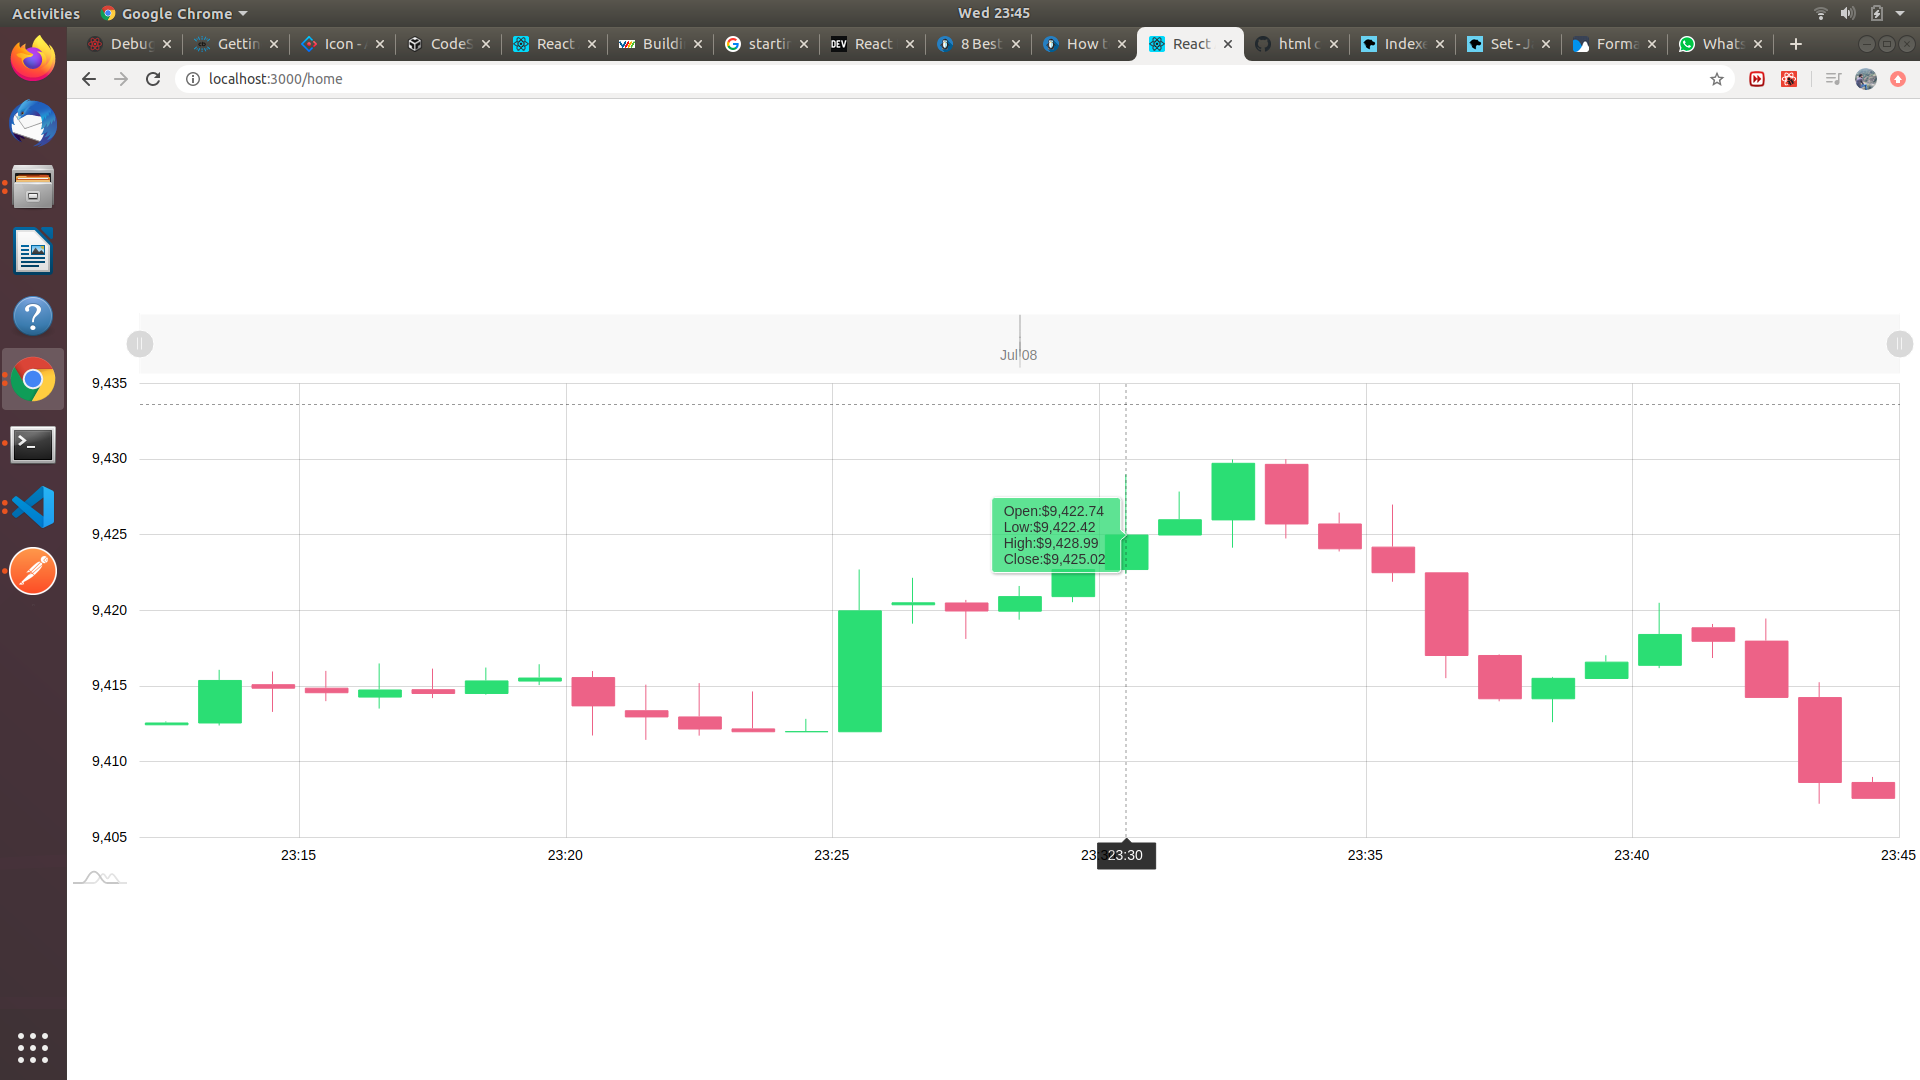 Activities Google Chrome Wed 23:45
Debug Gettin Icon - CodeS React Buildi startin DEV React 8 Best How t React html c Indexe Set - J Forma Whats
localhost:3000/home
Jul 08
9,435
9,430
9,425
9,420
9,415
9,410
9,405
Open:$9,422.74
Low:$9,422.42
High:$9,428.99
Close:$9,425.02
23:15 23:20 23:25 23:30 23:35 23:40 23:45